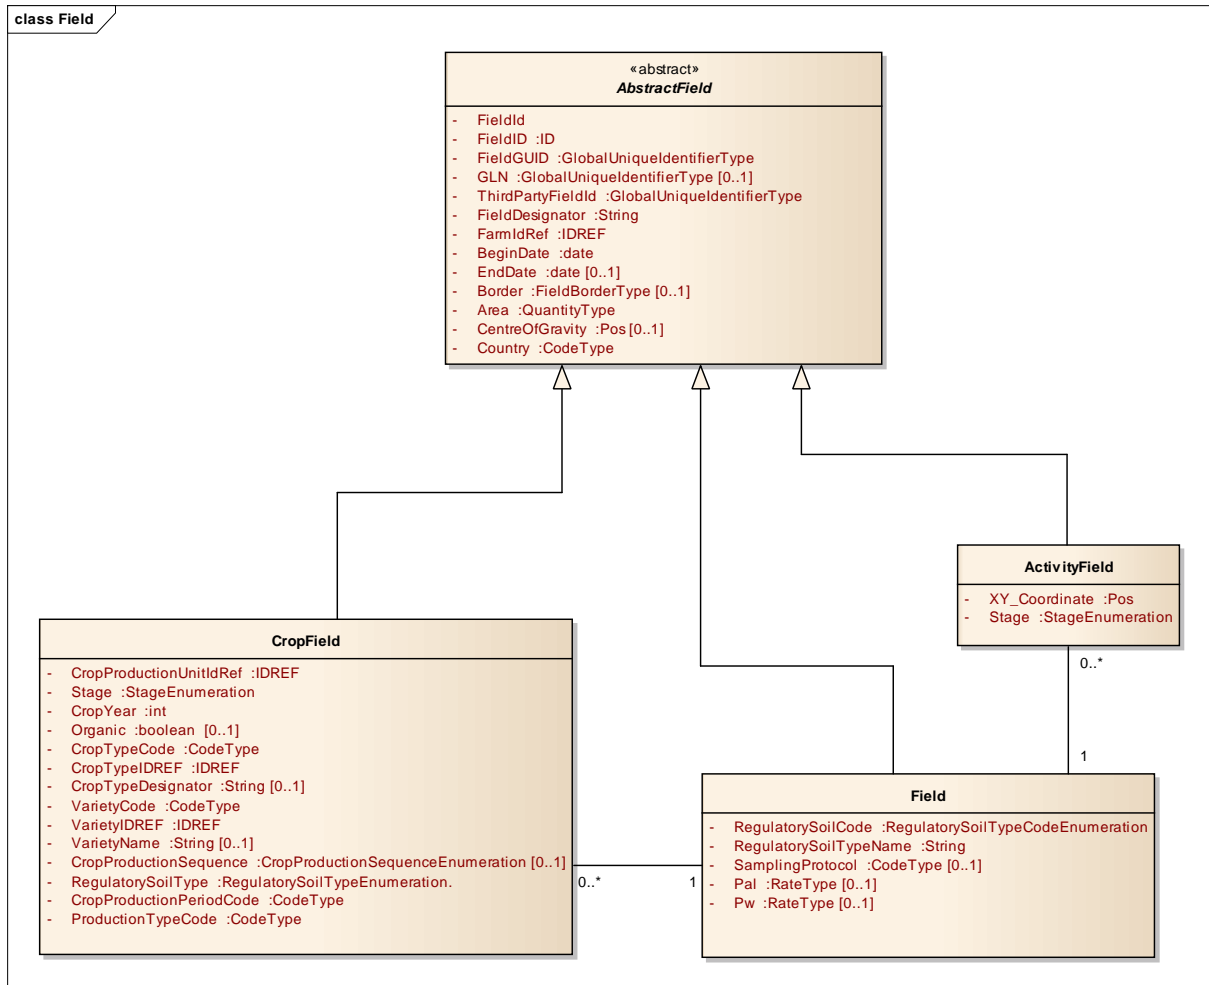 class Field
«abstract»
AbstractField
- FieldId
- FieldID :ID
- FieldGUID :GlobalUniqueIdentifierType
- GLN :GlobalUniqueIdentifierType [0..1]
- ThirdPartyFieldId :GlobalUniqueIdentifierType
- FieldDesignator :String
- FarmIdRef :IDREF
- BeginDate :date
- EndDate :date [0..1]
- Border :FieldBorderType [0..1]
- Area :QuantityType
- CentreOfGravity :Pos [0..1]
- Country :CodeType
ActivityField
- XY_Coordinate :Pos
- Stage :StageEnumeration
0..*
1
CropField
- CropProductionUnitIdRef :IDREF
- Stage :StageEnumeration
- CropYear :int
- Organic :boolean [0..1]
- CropTypeCode :CodeType
- CropTypeIDREF :IDREF
- CropTypeDesignator :String [0..1]
- VarietyCode :CodeType
- VarietyIDREF :IDREF
- VarietyName :String [0..1]
- CropProductionSequence :CropProductionSequenceEnumeration [0..1]
- RegulatorySoilType :RegulatorySoilTypeEnumeration.
- CropProductionPeriodCode :CodeType
- ProductionTypeCode :CodeType
0..*
1
Field
- RegulatorySoilCode :RegulatorySoilTypeCodeEnumeration
- RegulatorySoilTypeName :String
- SamplingProtocol :CodeType [0..1]
- Pal :RateType [0..1]
- Pw :RateType [0..1]